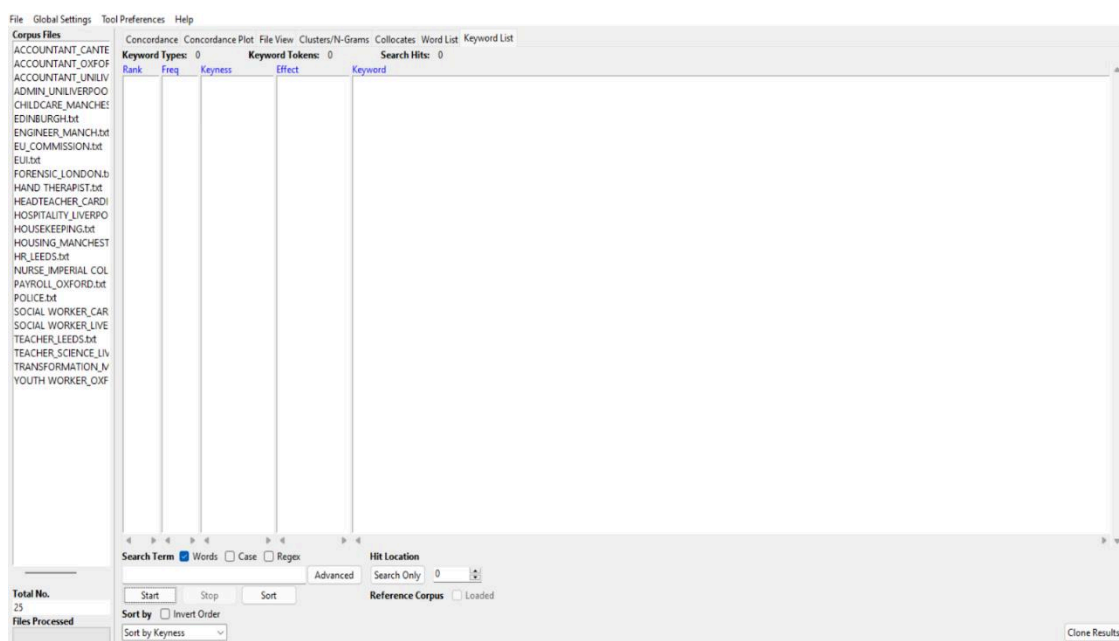 File Global Settings Tool Preferences Help
Corpus Files
ACCOUNTANT_CANTE
ACCOUNTANT_OXFOF
ACCOUNTANT_UNILIV
ADMIN_UNILIVERPOO
CHILDCARE_MANCHES
EDINBURGH.txt
ENGINEER_MANCH.txt
EU_COMMISSION.txt
EUI.txt
FORENSIC_LONDON.t
HAND THERAPIST.txt
HEADTEACHER_CARDI
HOSPITALITY_LIVERPO
HOUSEKEEPING.txt
HOUSING_MANCHEST
HR_LEEDS.txt
NURSE_IMPERIAL COL
PAYROLL_OXFORD.txt
POLICE.txt
SOCIAL WORKER_CAR
SOCIAL WORKER_LIVE
TEACHER_LEEDS.txt
TEACHER_SCIENCE_LIV
TRANSFORMATION_M
YOUTH WORKER_OXF
Total No.
25
Files Processed
Concordance Concordance Plot File View Clusters/N-Grams Collocates Word List Keyword List
Keyword Types: 0 Keyword Tokens: 0 Search Hits: 0
Rank Freq Keyness Effect Keyword
Search Term Words Case Regex Hit Location
Advanced Search Only 0
Start Stop Sort Reference Corpus Loaded
Sort by Invert Order
Sort by Keyness Clone Results